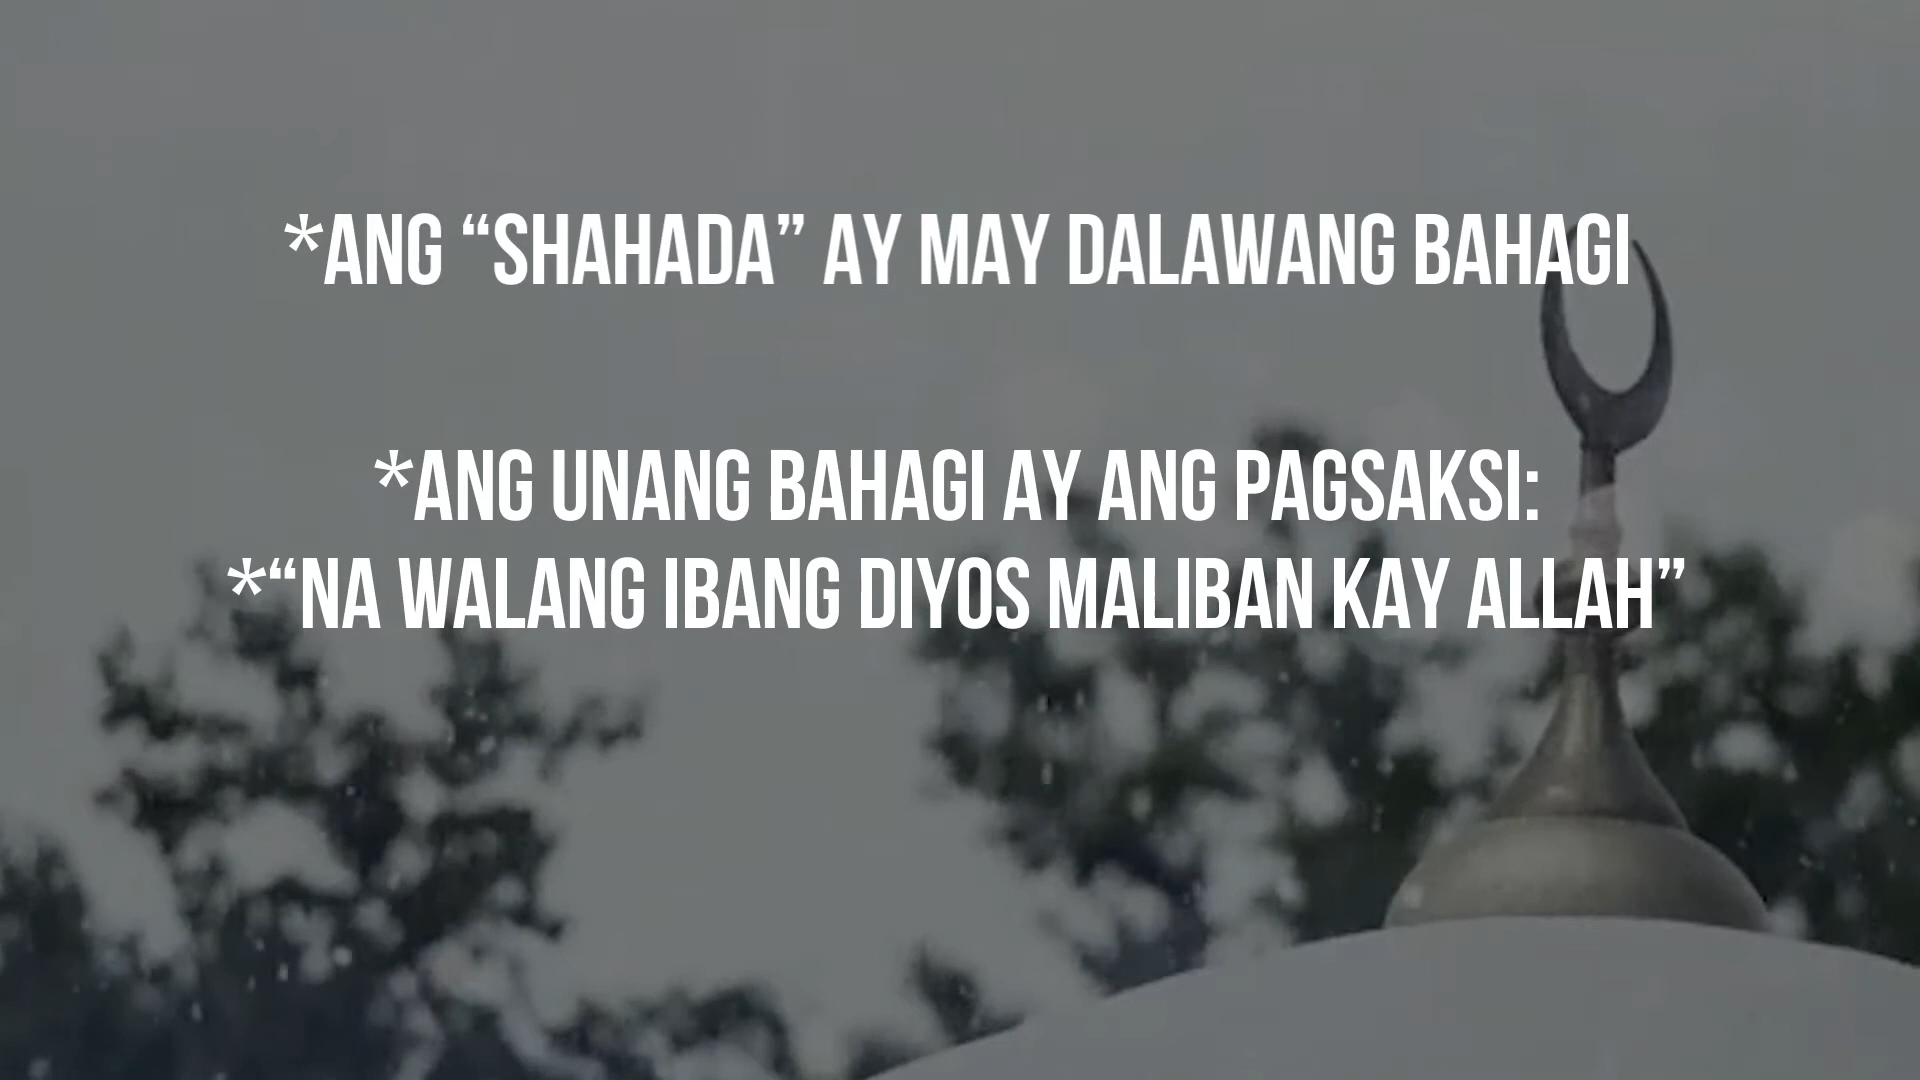 *ANG “SHAHADA” AY MAY DALAWANG BAHAGI
*ANG UNANG BAHAGI AY ANG PAGSAKSI:
*“NA WALANG IBANG DIYOS MALIBAN KAY ALLAH”